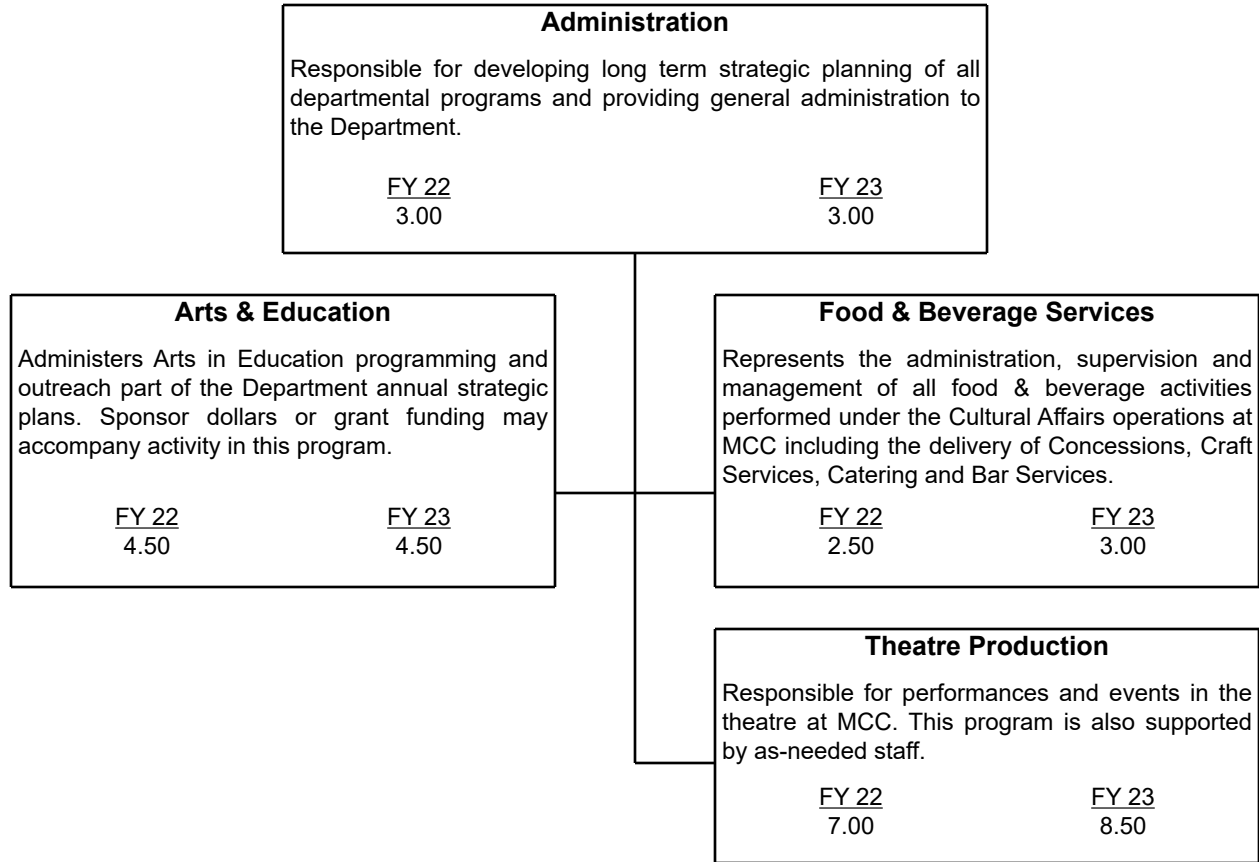 Administration
Responsible for developing long term strategic planning of all
departmental programs and providing general administration to
the Department.
FY 22 FY 23
3.00 3.00
Arts & Education
Administers Arts in Education programming and
outreach part of the Department annual strategic
plans. Sponsor dollars or grant funding may
accompany activity in this program.
FY 22 FY 23
4.50 4.50
Food & Beverage Services
Represents the administration, supervision and
management of all food & beverage activities
performed under the Cultural Affairs operations at
MCC including the delivery of Concessions, Craft
Services, Catering and Bar Services.
FY 22 FY 23
2.50 3.00
Theatre Production
Responsible for performances and events in the
theatre at MCC. This program is also supported
by as-needed staff.
FY 22 FY 23
7.00 8.50